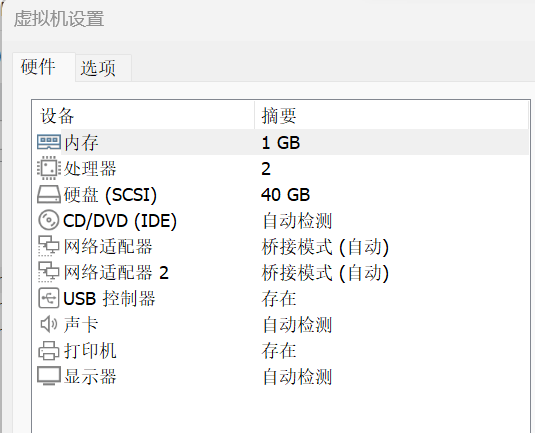 虚拟机设置
硬件 选项
设备 摘要
内存 1 GB
处理器 2
硬盘 (SCSI) 40 GB
CD/DVD (IDE) 自动检测
网络适配器 桥接模式 (自动)
网络适配器 2 桥接模式 (自动)
USB 控制器 存在
声卡 自动检测
打印机 存在
显示器 自动检测